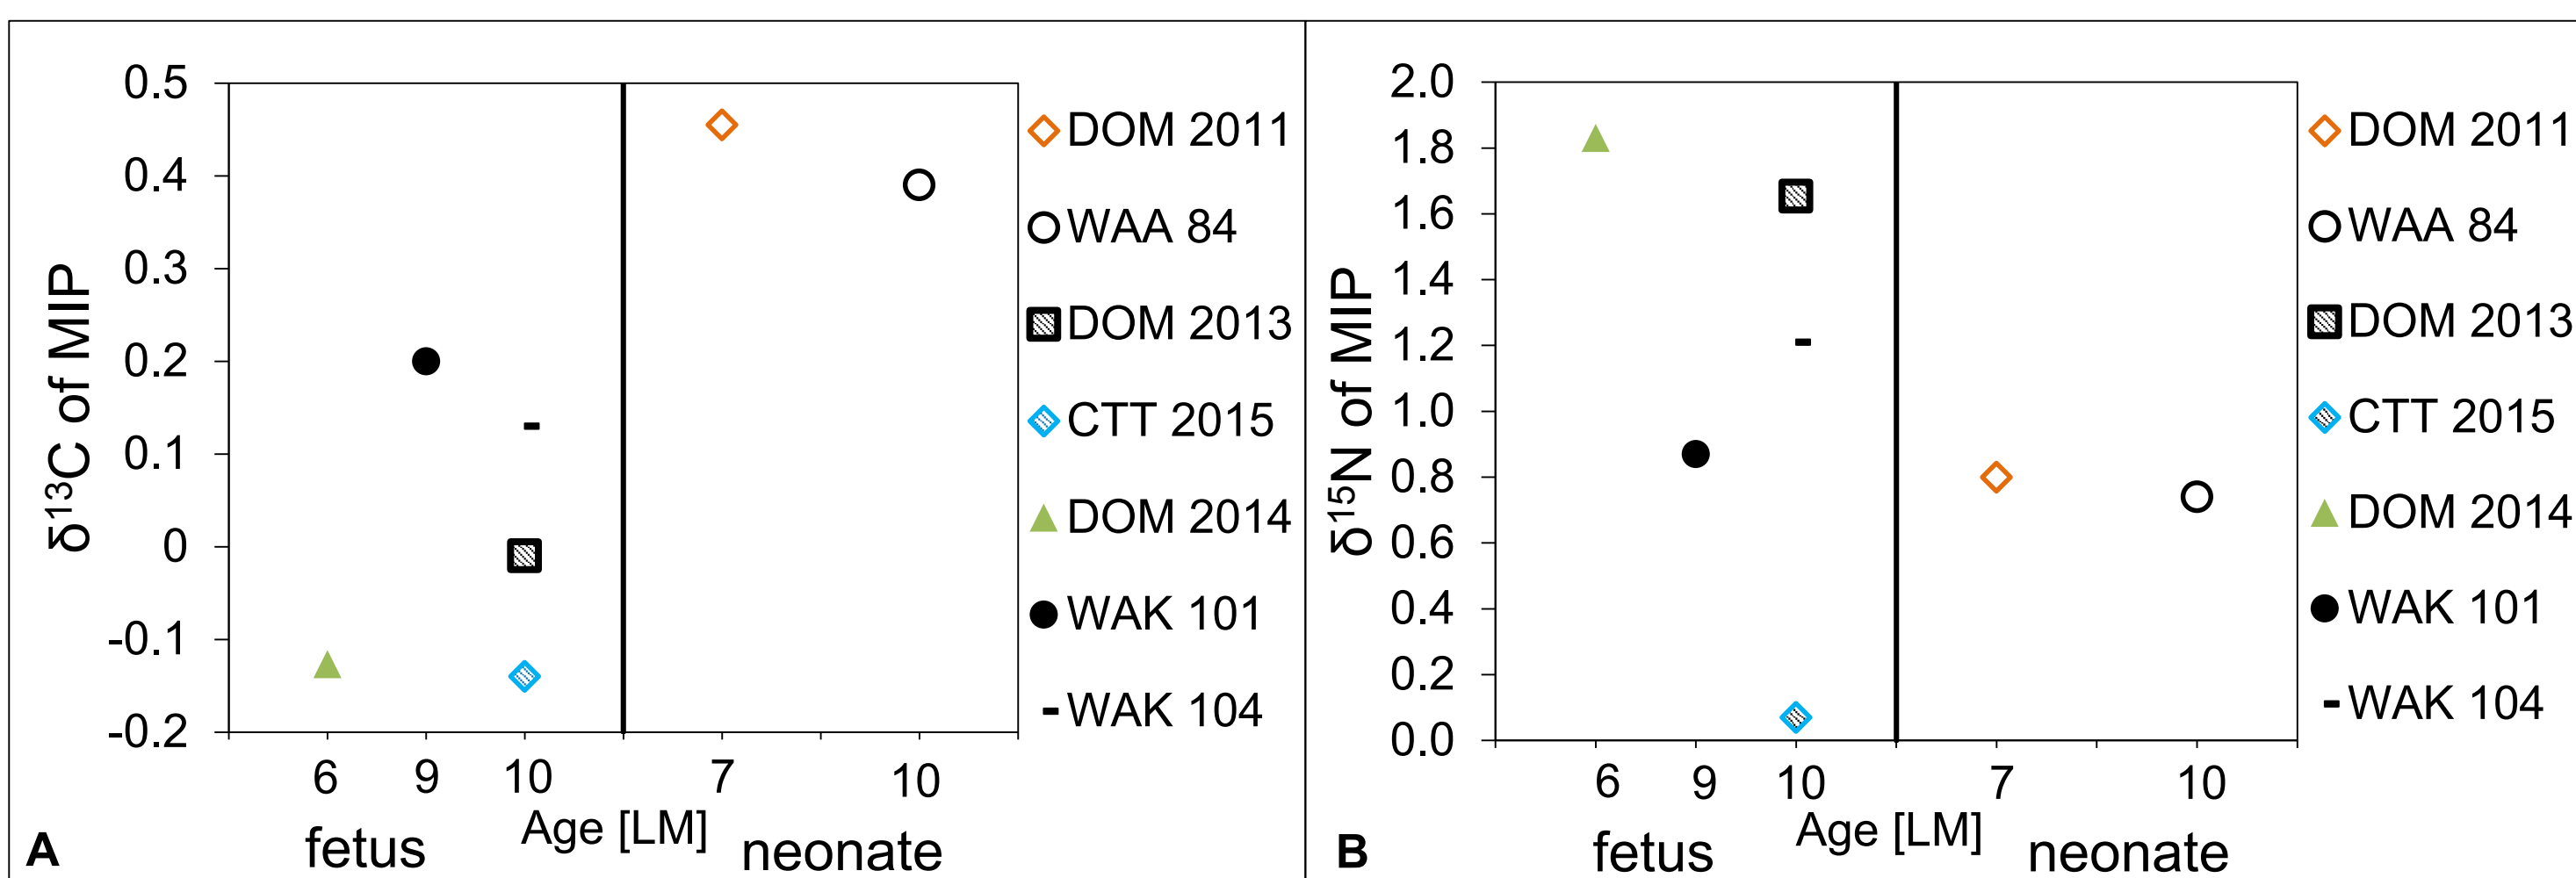 0.5
0.4
0.3
0.2
0.1
0
-0.1
-0.2
δ¹³C of MIP
6 9 10 7 10
Age [LM]
fetus neonate
A
DOM 2011
WAA 84
DOM 2013
CTT 2015
DOM 2014
WAK 101
WAK 104
2.0
1.8
1.6
1.4
1.2
1.0
0.8
0.6
0.4
0.2
0.0
δ¹⁵N of MIP
6 9 10 7 10
Age [LM]
fetus neonate
B
DOM 2011
WAA 84
DOM 2013
CTT 2015
DOM 2014
WAK 101
WAK 104